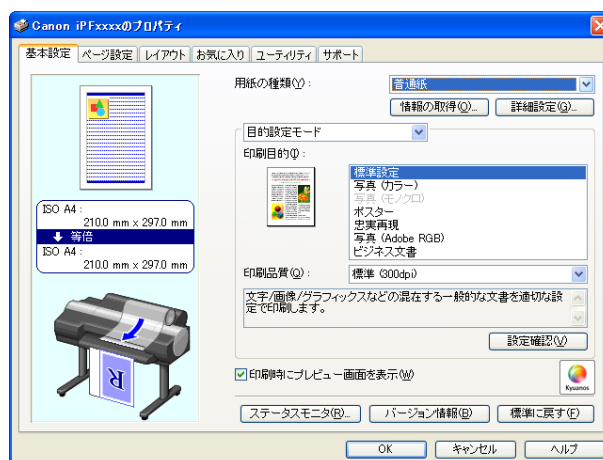 Canon iPFxxxxのプロパティ
基本設定 ページ設定 レイアウト お気に入り ユーティリティ サポート
用紙の種類(Y): 普通紙
情報の取得(Q)... 詳細設定(G)...
目的設定モード
印刷目的(I):
標準設定
写真 (カラー)
写真 (モノクロ)
ポスター
忠実再現
写真 (Adobe RGB)
ビジネス文書
ISO A4 :
210.0 mm x 297.0 mm
等倍
ISO A4 :
210.0 mm x 297.0 mm
印刷品質(Q): 標準 (300dpi)
文字/画像/グラフィックスなどの混在する一般的な文書を適切な設
定で印刷します。
設定確認(V)
R
印刷時にプレビュー画面を表示(W)
Kyuanos
ステータスモニタ(R)... バージョン情報(B) 標準に戻す(F)
OK キャンセル ヘルプ